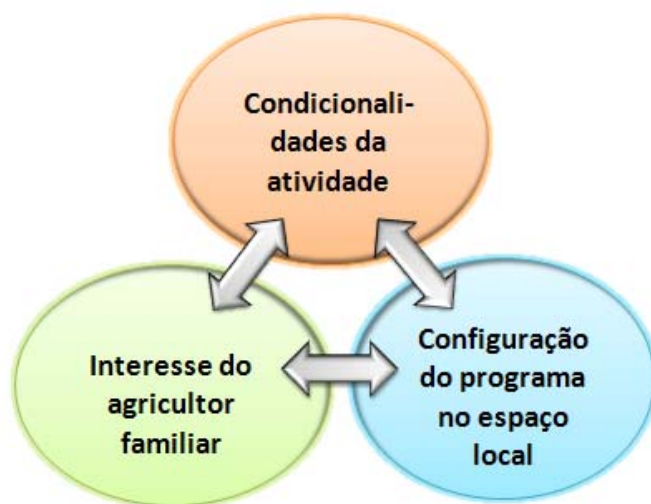 Condicionali-
dades da
atividade
Interesse do
agricultor
familiar
Configuração
do programa
no espaço
local